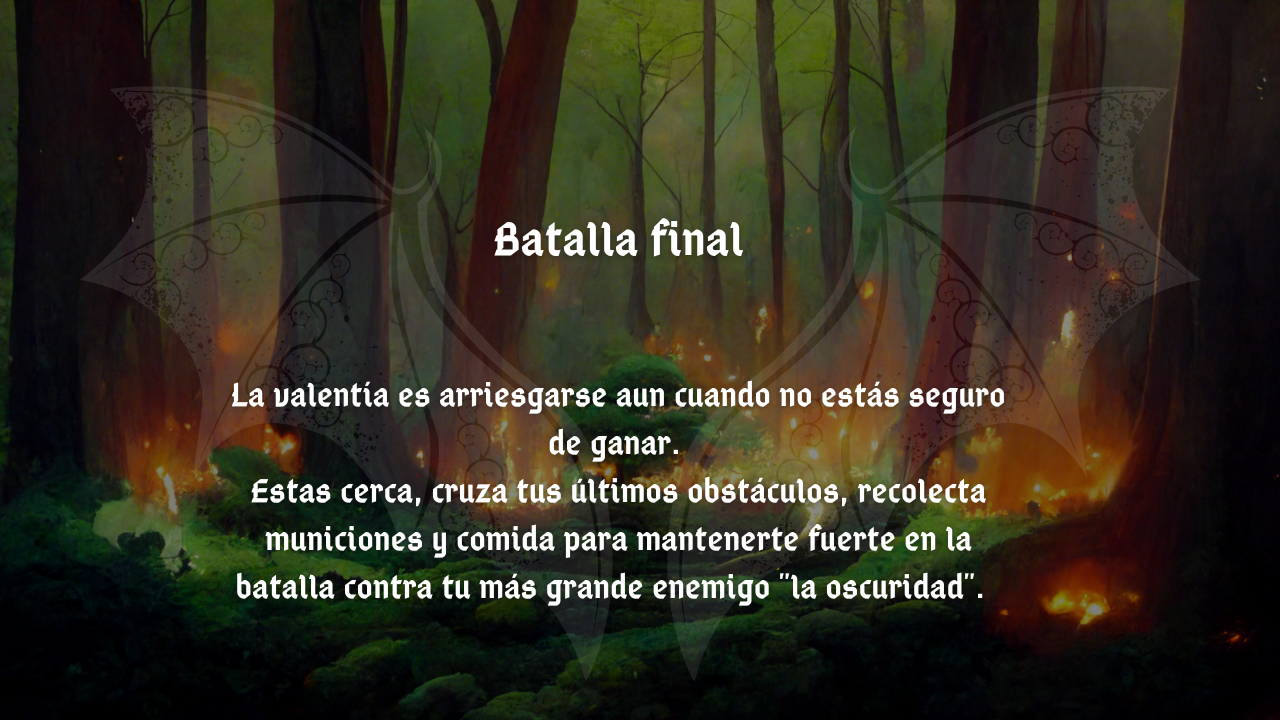 Batalla final
La valentía es arriesgarse aun cuando no estás seguro
de ganar.
Estas cerca, cruza tus últimos obstáculos, recolecta
municiones y comida para mantenerte fuerte en la
batalla contra tu más grande enemigo "la oscuridad".